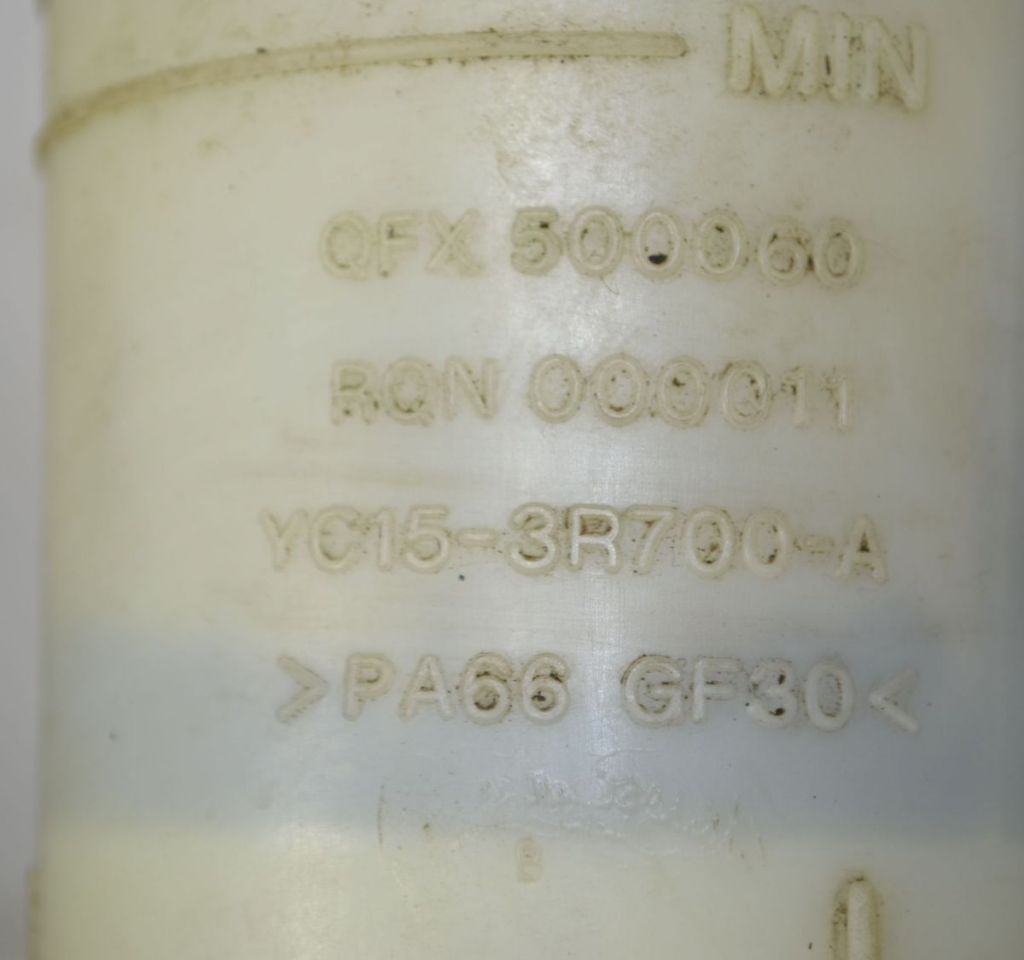 MIN
QFX 500060
RQN 000011
YC15-3R700-A
>PA66 GF30<
B